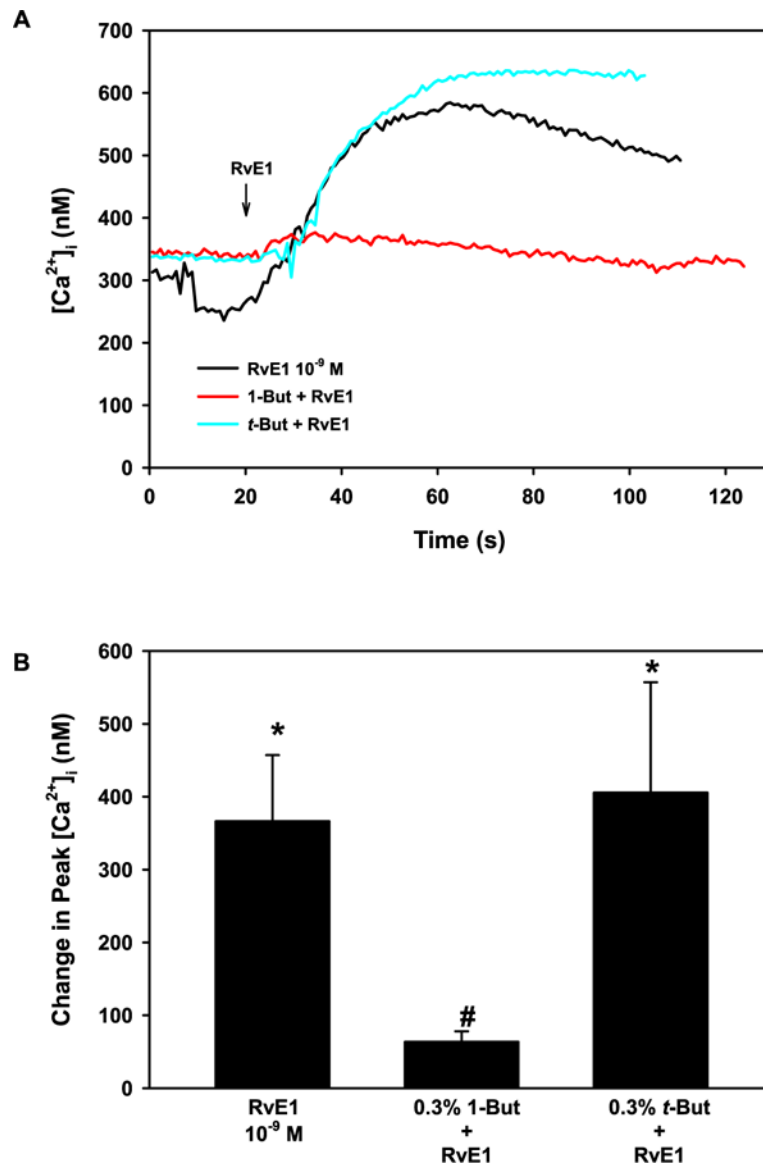 A
700
600
500
400
300
200
100
0
[Ca²⁺]ᵢ (nM)
RvE1
RvE1 10⁻⁹ M
1-But + RvE1
t-But + RvE1
0 20 40 60 80 100 120
Time (s)
B
600
500
400
300
200
100
0
Change in Peak [Ca²⁺]ᵢ (nM)
*
#
*
RvE1
10⁻⁹ M
0.3% 1-But
+
RvE1
0.3% t-But
+
RvE1